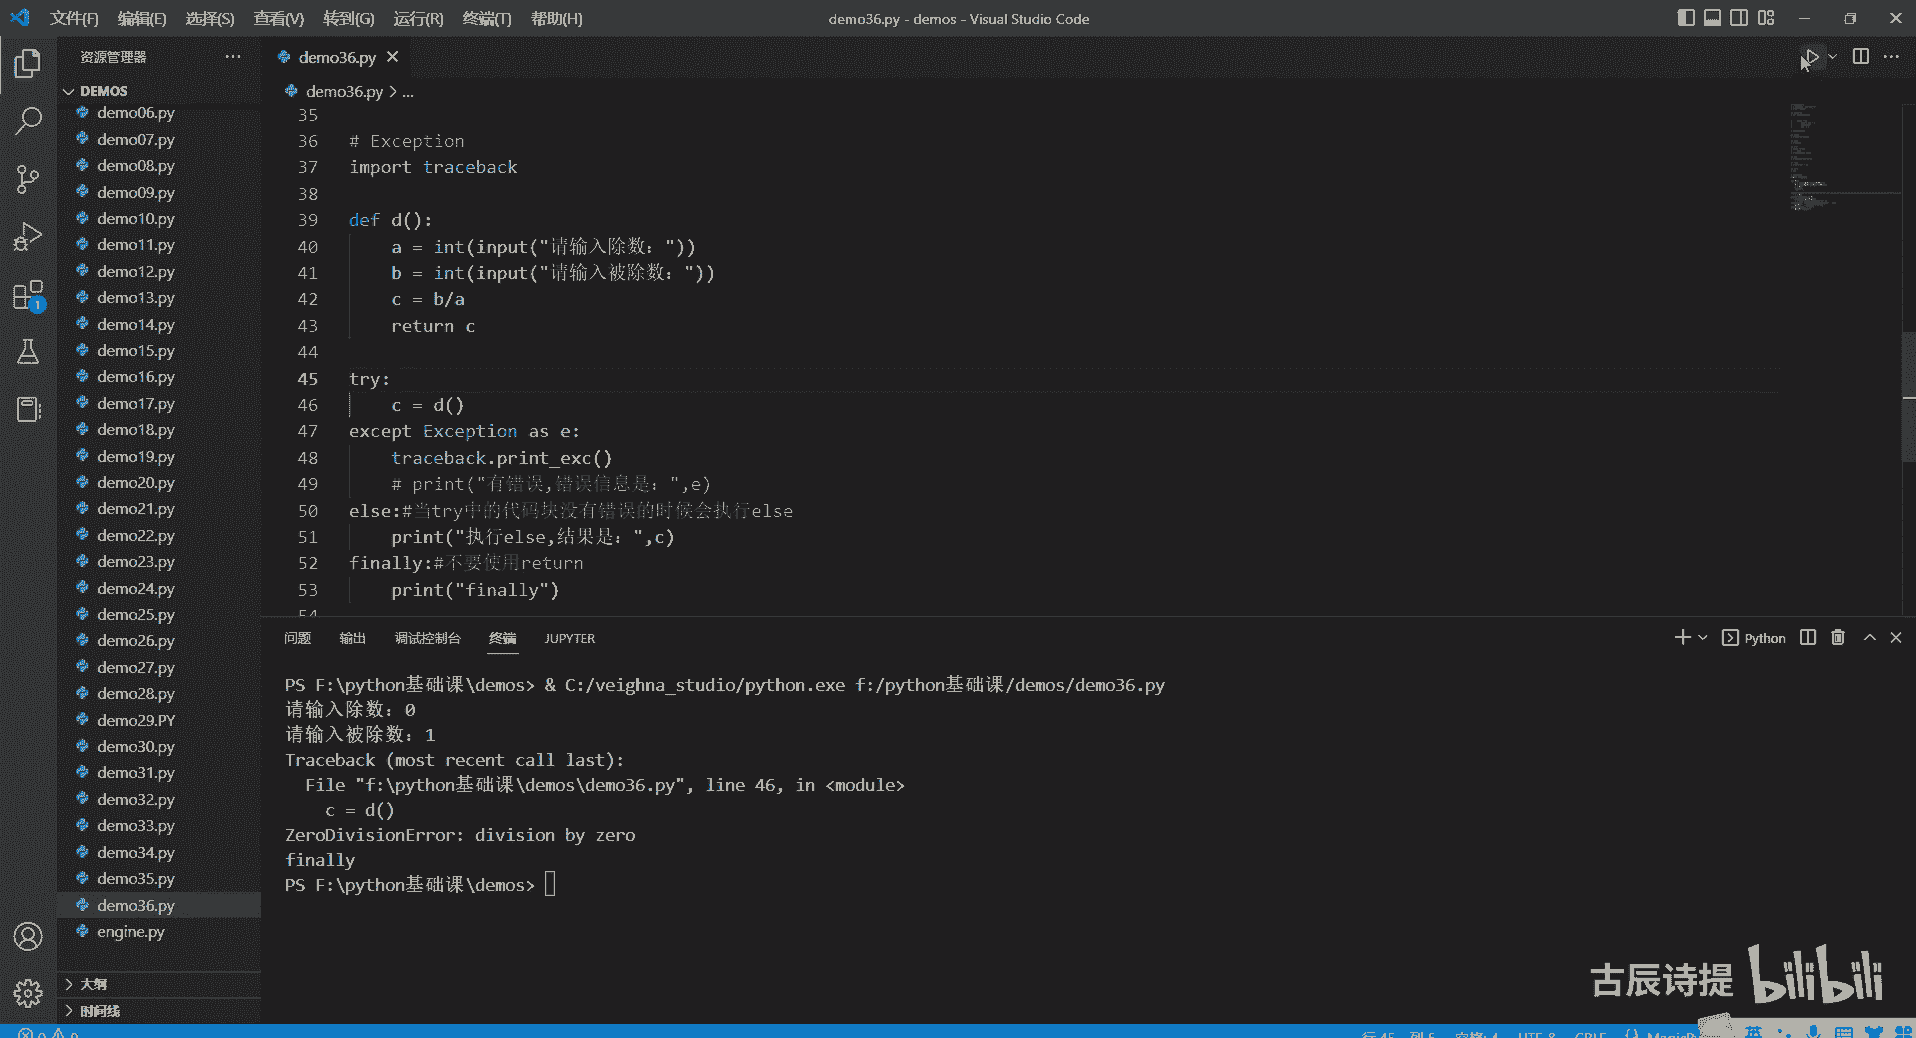 文件(F) 编辑(E) 选择(S) 查看(V) 转到(G) 运行(R) 终端(T) 帮助(H)
demo36.py - demos - Visual Studio Code
资源管理器
DEMOS
demo06.py
demo07.py
demo08.py
demo09.py
demo10.py
demo11.py
demo12.py
demo13.py
demo14.py
demo15.py
demo16.py
demo17.py
demo18.py
demo19.py
demo20.py
demo21.py
demo22.py
demo23.py
demo24.py
demo25.py
demo26.py
demo27.py
demo28.py
demo29.PY
demo30.py
demo31.py
demo32.py
demo33.py
demo34.py
demo35.py
demo36.py
engine.py
大纲
时间线
1
demo36.py
demo36.py > ...
35
36 # Exception
37 import traceback
38
39 def d():
40 a = int(input("请输入除数："))
41 b = int(input("请输入被除数："))
42 c = b/a
43 return c
44
45 try:
46 c = d()
47 except Exception as e:
48 traceback.print_exc()
49 # print("有错误,错误信息是：",e)
50 else:#当try中的代码块没有错误的时候会执行else
51 print("执行else,结果是：",c)
52 finally:#不要使用return
53 print("finally")
54
问题 输出 调试控制台 终端 JUPYTER
Python
PS F:\python基础课\demos> & C:/veighna_studio/python.exe f:/python基础课/demos/demo36.py
请输入除数：0
请输入被除数：1
Traceback (most recent call last):
File "f:\python基础课\demos\demo36.py", line 46, in <module>
c = d()
ZeroDivisionError: division by zero
finally
PS F:\python基础课\demos>
古辰诗提 bilibili
行 45, 列 5 空格: 4 UTF-8 CRLF
英